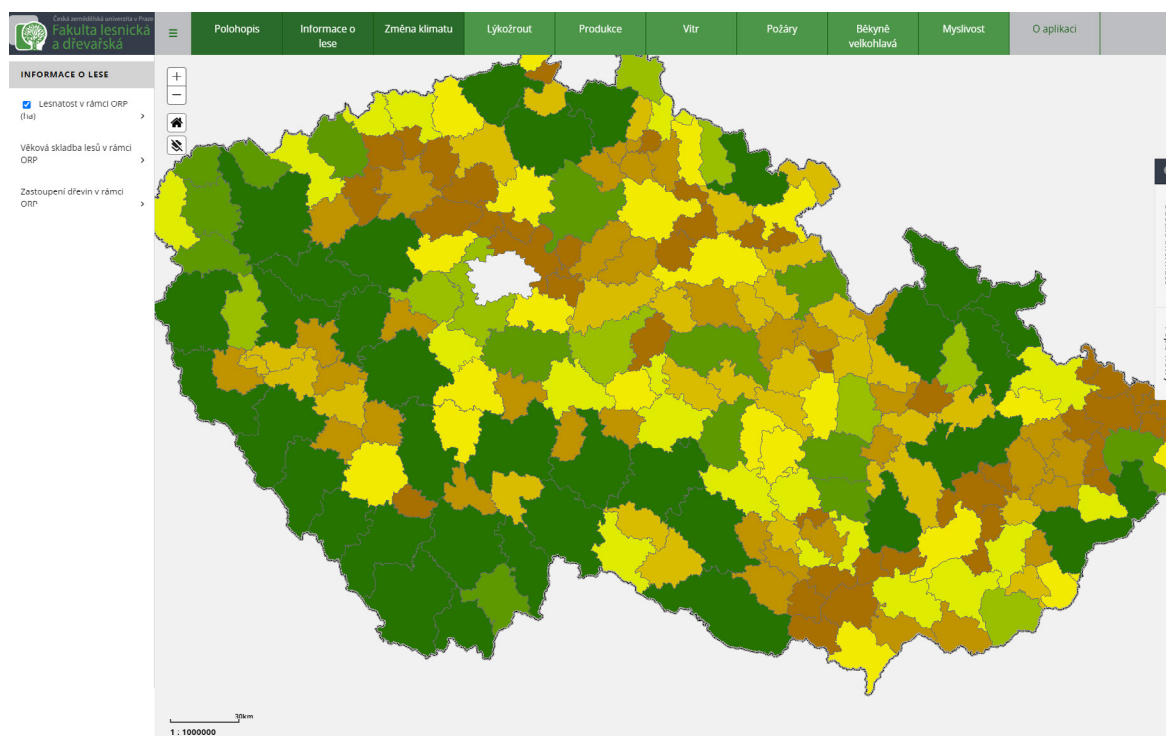 Česká zemědělská univerzita v Praze
Fakulta lesnická
a dřevařská
Polohopis
Informace o
lese
Změna klimatu
Lýkožrout
Produkce
Vítr
Požáry
Běkyně
velkohlavá
Myslivost
O aplikaci
INFORMACE O LESE
Lesnatost v rámci ORP
(ha)
Věková skladba lesů v rámci
ORP
Zastoupení dřevin v rámci
ORP
30km
1 : 1000000